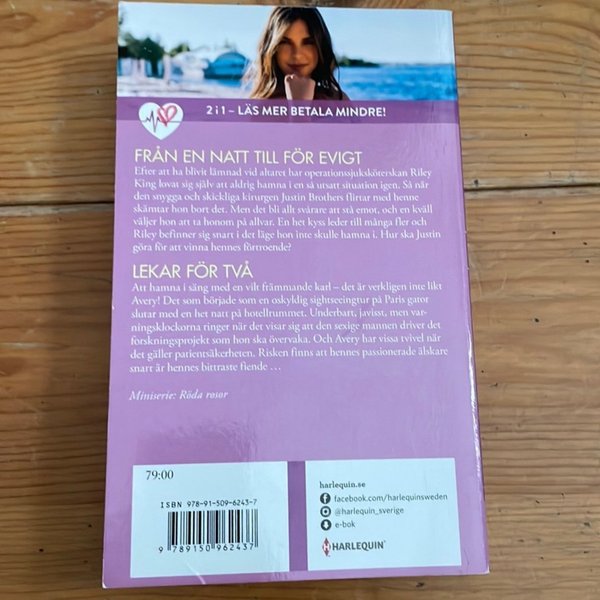 2 i 1 – LÄS MER BETALA MINDRE!
FRÅN EN NATT TILL FÖR EVIGT
Efter att ha blivit lämnad vid altaret har operationssjuksköterskan Riley
King lovat sig själv att aldrig hamna i en så utsatt situation igen. Så när
den snygga och skickliga kirurgen Justin Brothers flirtar med henne
skämtar hon bort det. Men det bli allt svårare att stå emot, och en kväll
väljer hon att ta honom på allvar. En het kyss leder till många fler och
Riley befinner sig snart i det läge hon inte skulle hamna i. Hur ska Justin
göra för att vinna hennes förtroende?
LEKAR FÖR TVÅ
Att hamna i säng med en vilt främmande karl – det är verkligen inte likt
Avery! Det som började som en oskyldig sightseeingtur på Paris gator
slutar med en het natt på hotellrummet. Underbart, javisst, men var-
ningsklockorna ringer när det visar sig att den sexige mannen drivet det
forskningsprojekt som hon ska övervaka. Och Avery har vissa tvivel när
det gäller patientsäkerheten. Risken finns att hennes passionerade älskare
snart är hennes bittraste fiende ...
Miniserie: Röda rosor
79:00
ISBN 978-91-509-6243-7
9 789150 962437
harlequin.se
facebook.com/harlequinsweden
@harlequin_sverige
e-bok
HARLEQUIN